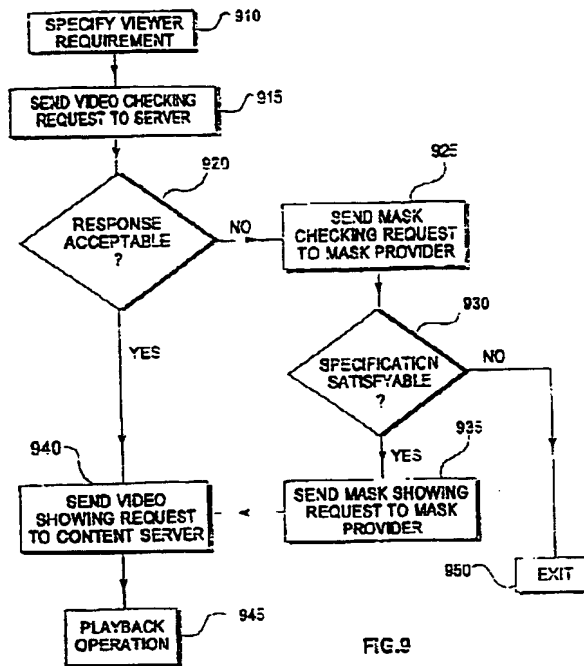 SPECIFY VIEWER
REQUIREMENT
910
SEND VIDEO CHECKING
REQUEST TO SERVER
915
920
RESPONSE
ACCEPTABLE
?
NO
YES
925
SEND MASK
CHECKING REQUEST
TO MASK PROVIDER
930
SPECIFICATION
SATISFYABLE
?
NO
YES
935
SEND MASK SHOWING
REQUEST TO MASK
PROVIDER
940
SEND VIDEO
SHOWING REQUEST
TO CONTENT SERVER
950
EXIT
PLAYBACK
OPERATION
945
FIG.9